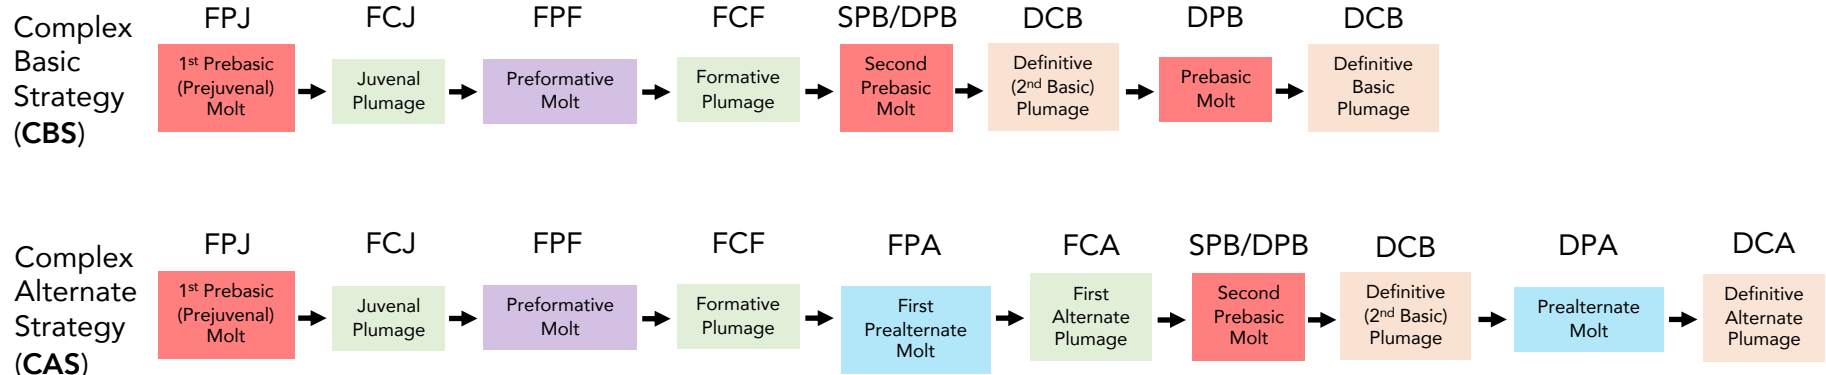 Complex
Basic
Strategy
(CBS)
FPJ
FCJ
FPF
FCF
SPB/DPB
DCB
DPB
DCB
1st Prebasic
(Prejuvenal)
Molt
Juvenal
Plumage
Preformative
Molt
Formative
Plumage
Second
Prebasic
Molt
Definitive
(2nd Basic)
Plumage
Prebasic
Molt
Definitive
Basic
Plumage
Complex
Alternate
Strategy
(CAS)
FPJ
FCJ
FPF
FCF
FPA
FCA
SPB/DPB
DCB
DPA
DCA
1st Prebasic
(Prejuvenal)
Molt
Juvenal
Plumage
Preformative
Molt
Formative
Plumage
First
Prealternate
Molt
First
Alternate
Plumage
Second
Prebasic
Molt
Definitive
(2nd Basic)
Plumage
Prealternate
Molt
Definitive
Alternate
Plumage